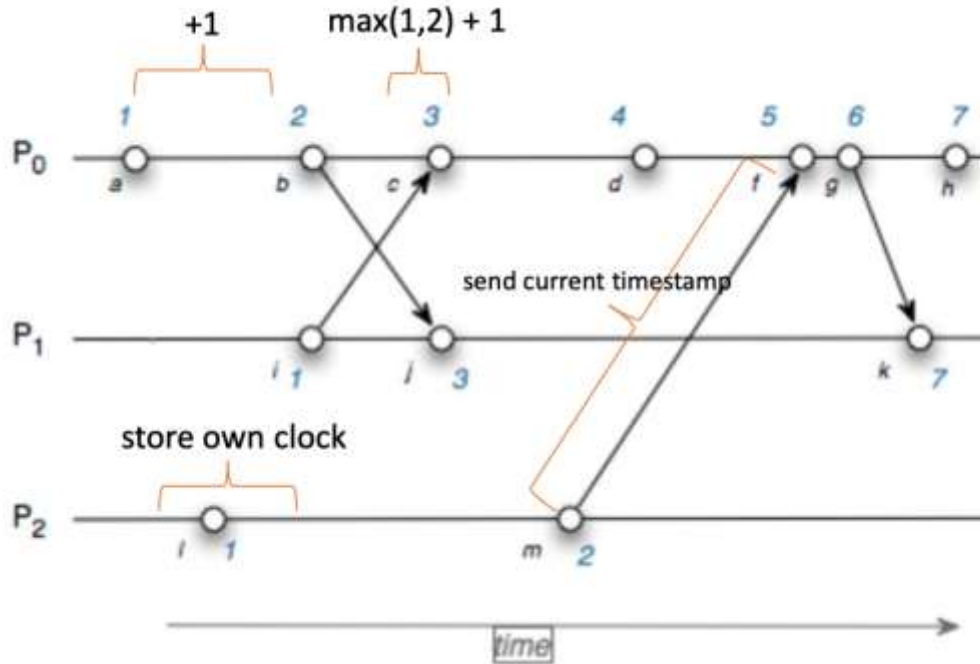 +1
max(1,2) + 1
1 2 3 4 5 6 7
P0
a b c d f g h
send current timestamp
P1
i 1 j 3 k 7
store own clock
P2
l 1 m 2
time